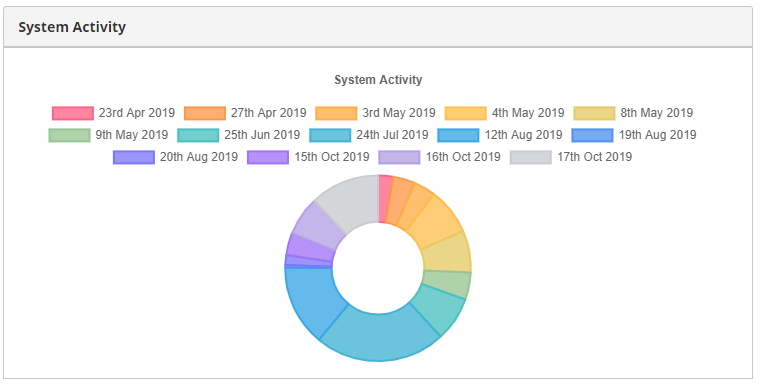 System Activity
System Activity
23rd Apr 2019 27th Apr 2019 3rd May 2019 4th May 2019 8th May 2019
9th May 2019 25th Jun 2019 24th Jul 2019 12th Aug 2019 19th Aug 2019
20th Aug 2019 15th Oct 2019 16th Oct 2019 17th Oct 2019